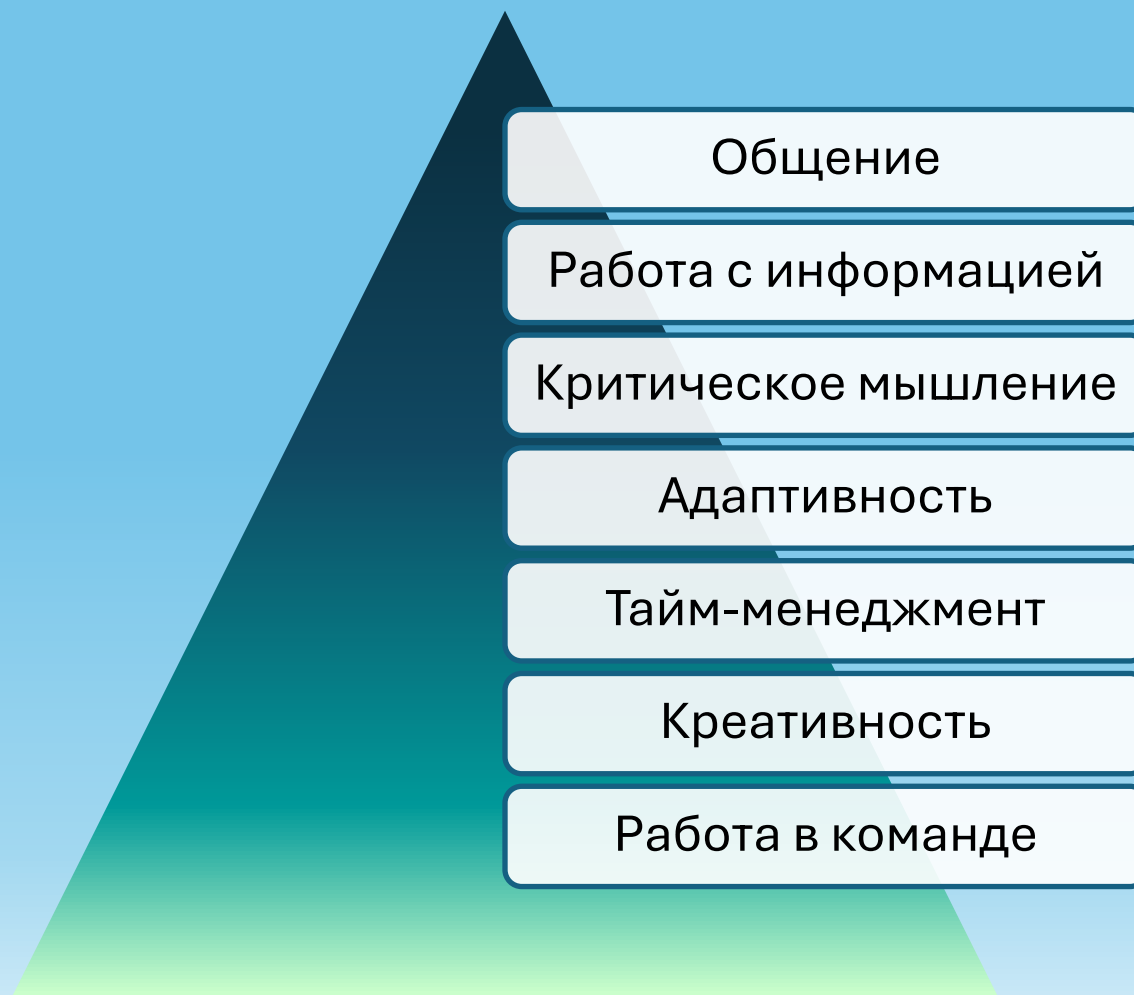 Общение
Работа с информацией
Критическое мышление
Адаптивность
Тайм-менеджмент
Креативность
Работа в команде